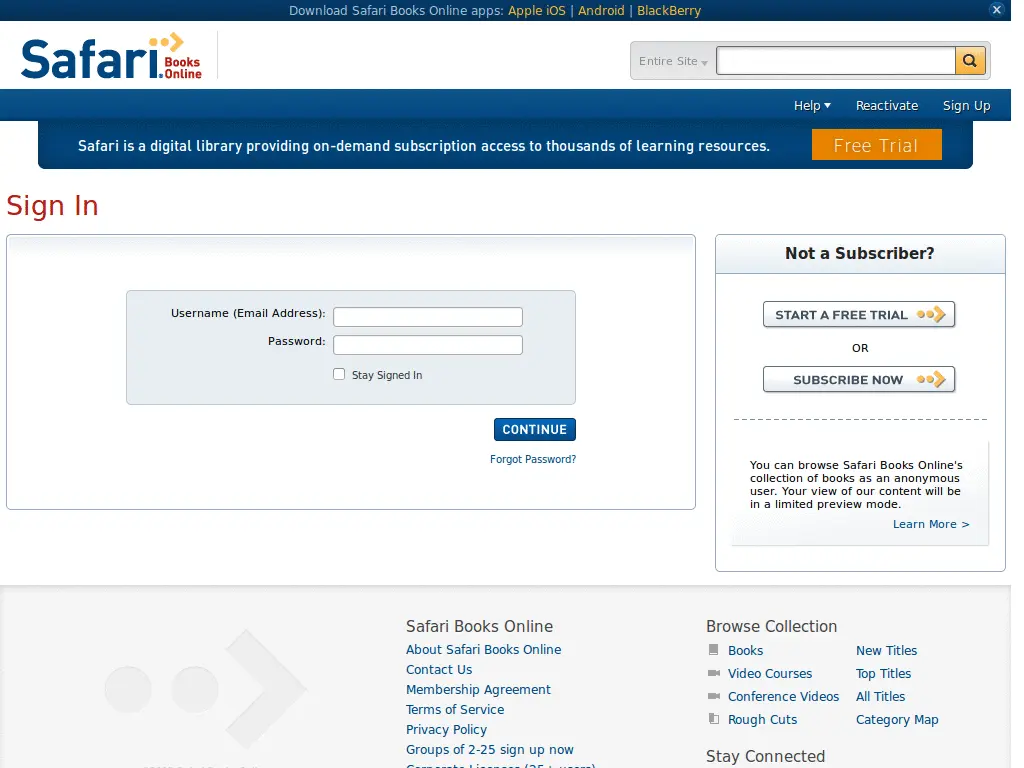 Download Safari Books Online apps: Apple iOS | Android | BlackBerry X
Safari Books Online
Entire Site
Help Reactivate Sign Up
Safari is a digital library providing on-demand subscription access to thousands of learning resources. Free Trial
Sign In
Username (Email Address):
Password:
Stay Signed In
CONTINUE
Forgot Password?
Not a Subscriber?
START A FREE TRIAL
OR
SUBSCRIBE NOW
You can browse Safari Books Online's
collection of books as an anonymous
user. Your view of our content will be
in a limited preview mode.
Learn More >
Safari Books Online
About Safari Books Online
Contact Us
Membership Agreement
Terms of Service
Privacy Policy
Groups of 2-25 sign up now
Corporate Licenses (25+ users)
Browse Collection
Books New Titles
Video Courses Top Titles
Conference Videos All Titles
Rough Cuts Category Map
Stay Connected